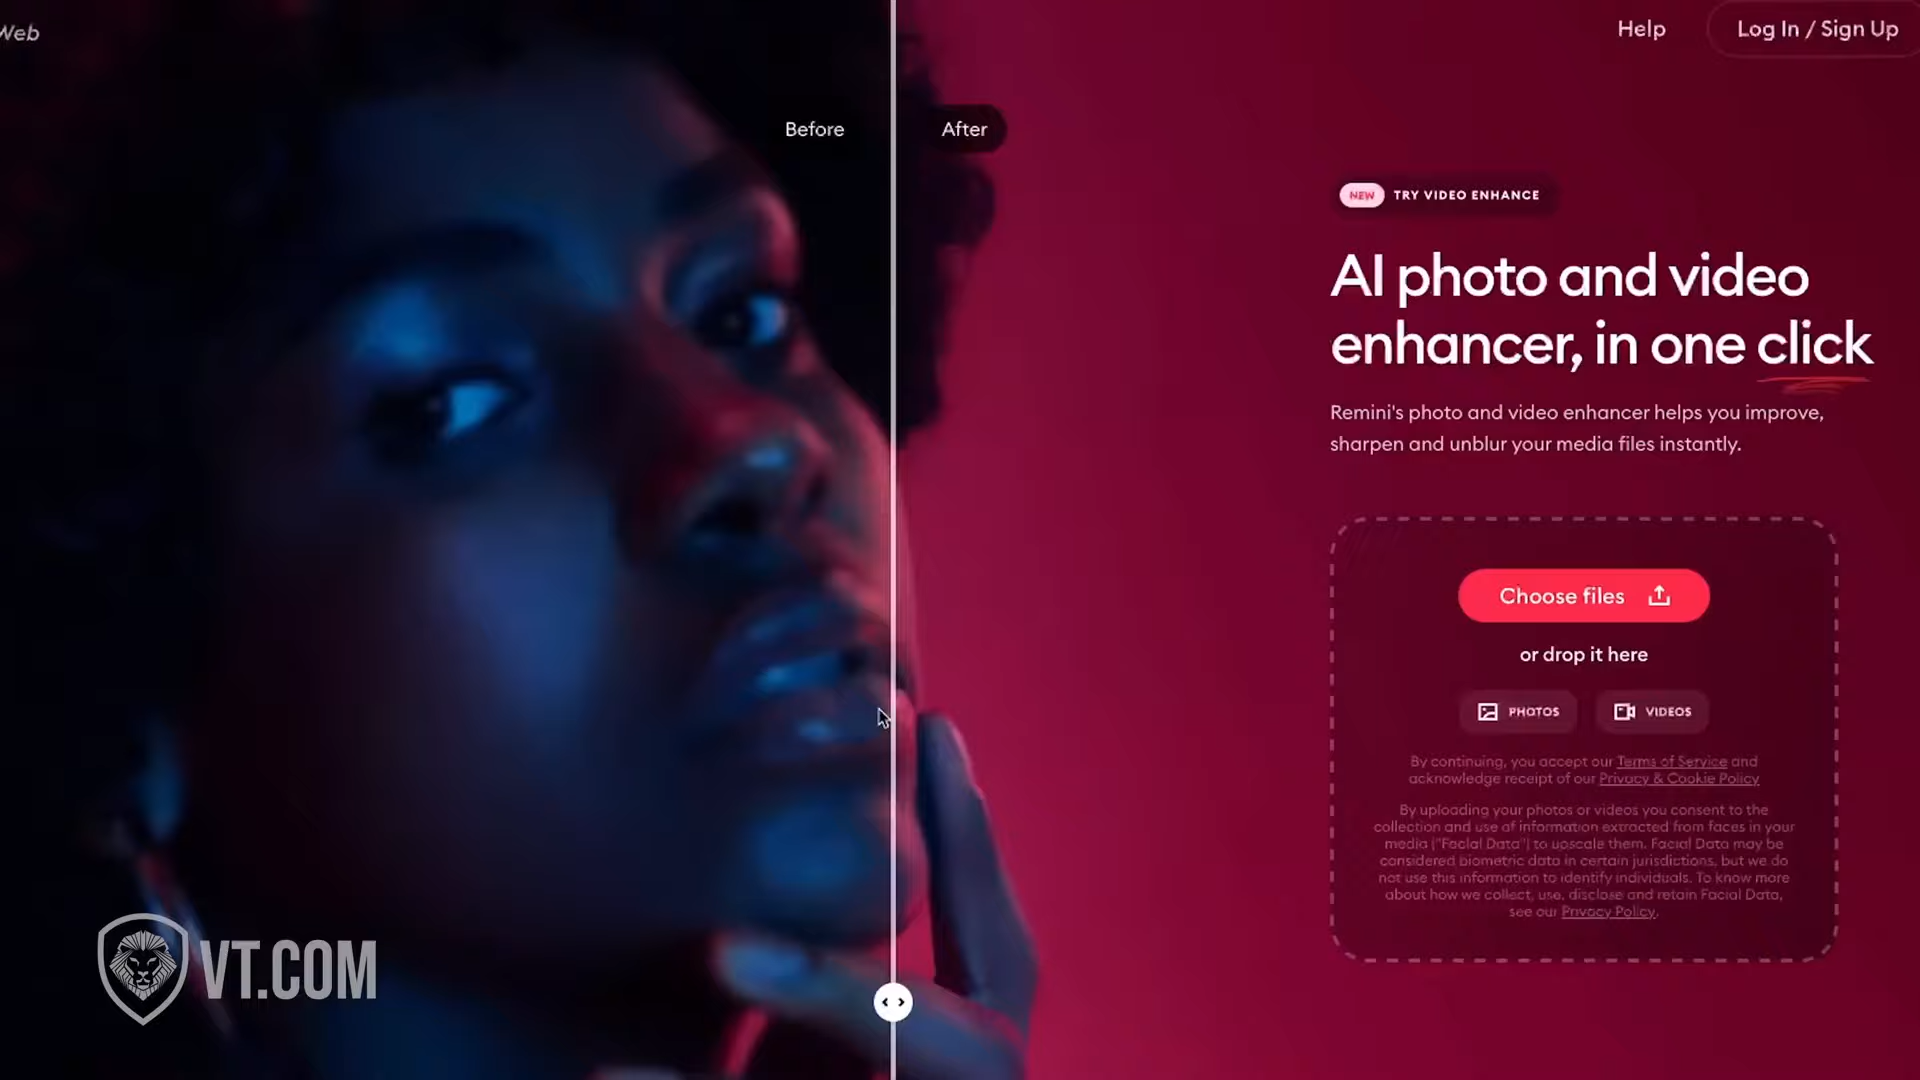 Web
Help
Log In / Sign Up
Before
After
NEW TRY VIDEO ENHANCE
AI photo and video
enhancer, in one click
Remini's photo and video enhancer helps you improve,
sharpen and unblur your media files instantly.
Choose files
or drop it here
PHOTOS
VIDEOS
By continuing, you accept our Terms of Service and
acknowledge receipt of our Privacy & Cookie Policy
By uploading your photos or videos you consent to the
collection and use of information extracted from faces in your
media ("Facial Data") to upscale them. Facial Data may be
considered biometric data in certain jurisdictions, but we do
not use this information to identify individuals. To know more
about how we collect, use, disclose and retain Facial Data,
see our Privacy Policy.
VT.COM